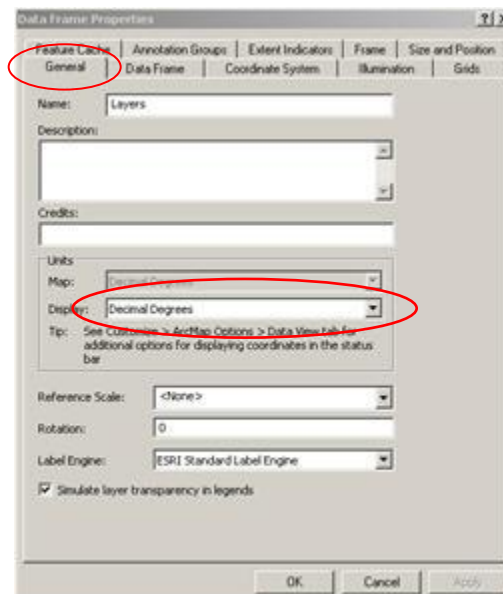 Data Frame Properties
Feature Cache Annotation Groups Extent Indicators Frame Size and Position
General Data Frame Coordinate System Illumination Grids
Name: Layers
Description:
Credits:
Units
Map: Decimal Degrees
Display: Decimal Degrees
Tip: See Customise > ArcMap Options > Data View tab for
additional options for displaying coordinates in the status
bar
Reference Scale: <None>
Rotation: 0
Label Engine: ESRI Standard Label Engine
Simulate layer transparency in legends
OK Cancel Apply